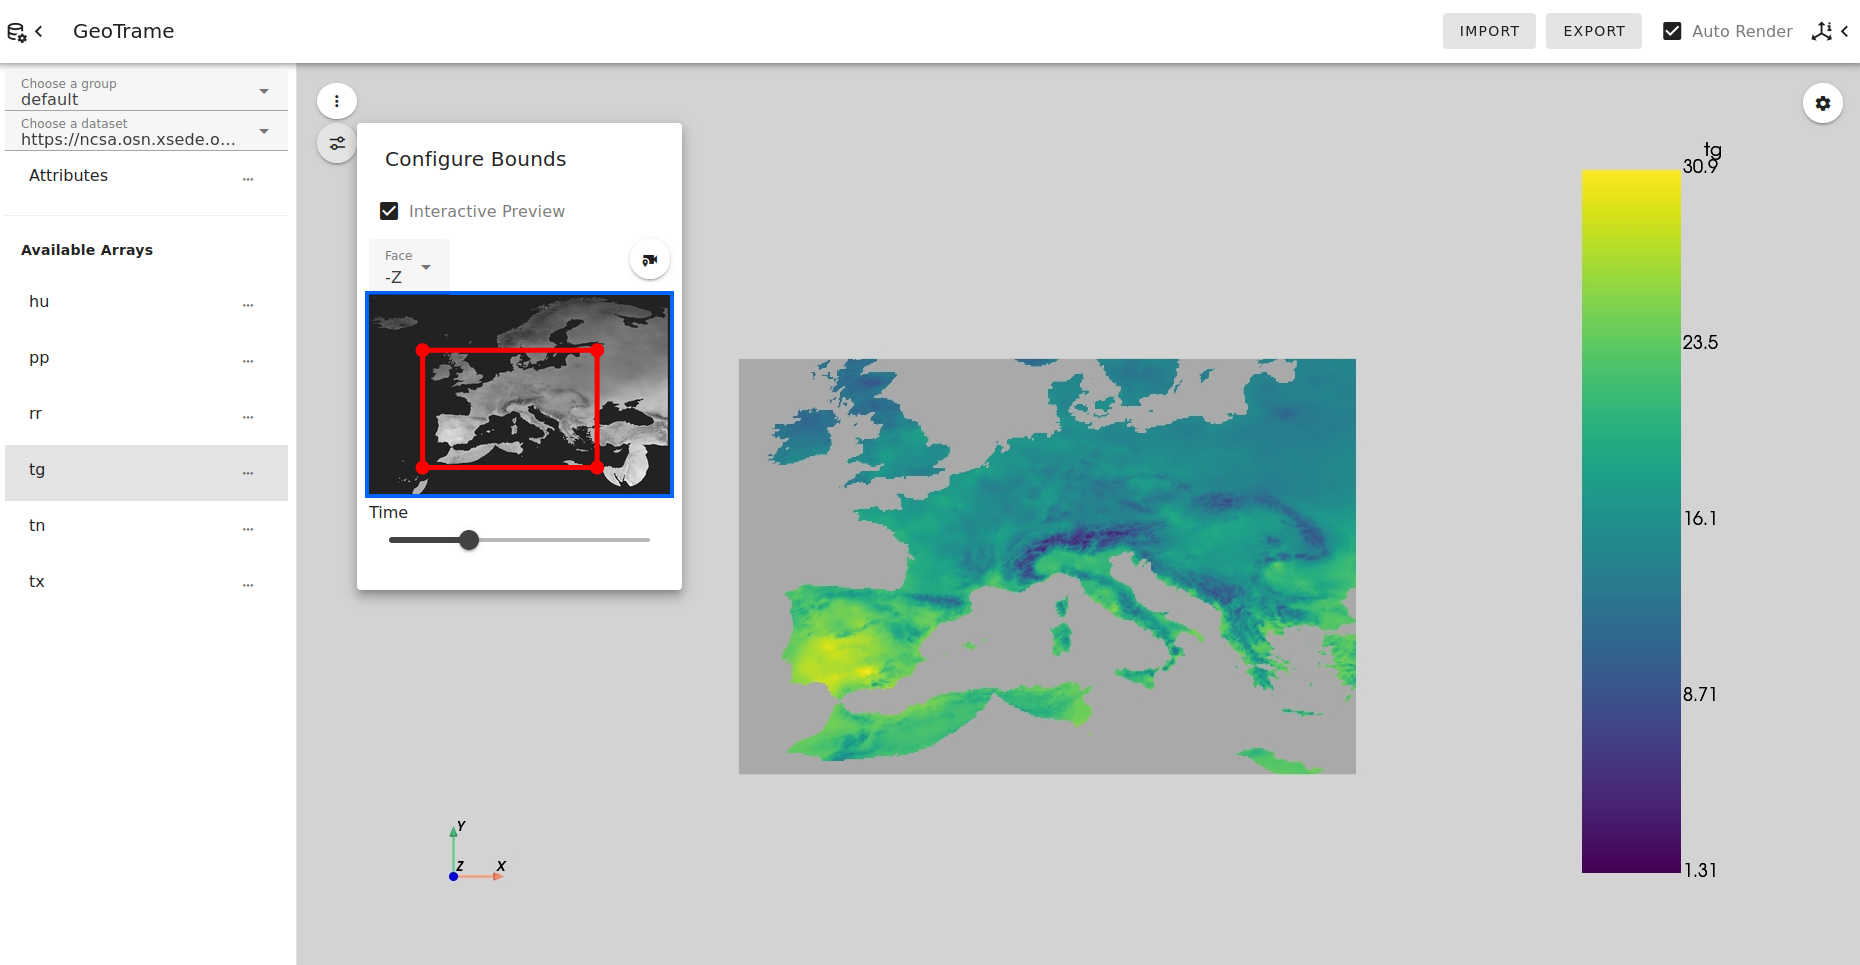 GeoTrame
IMPORT
EXPORT
Auto Render
Choose a group
default
Choose a dataset
https://ncsa.osn.xsede.o...
Attributes
...
Available Arrays
hu
...
pp
...
rr
...
tg
...
tn
...
tx
...
Configure Bounds
Interactive Preview
Face
-Z
Time
tg
30.9
23.5
16.1
8.71
1.31
Y
Z
X